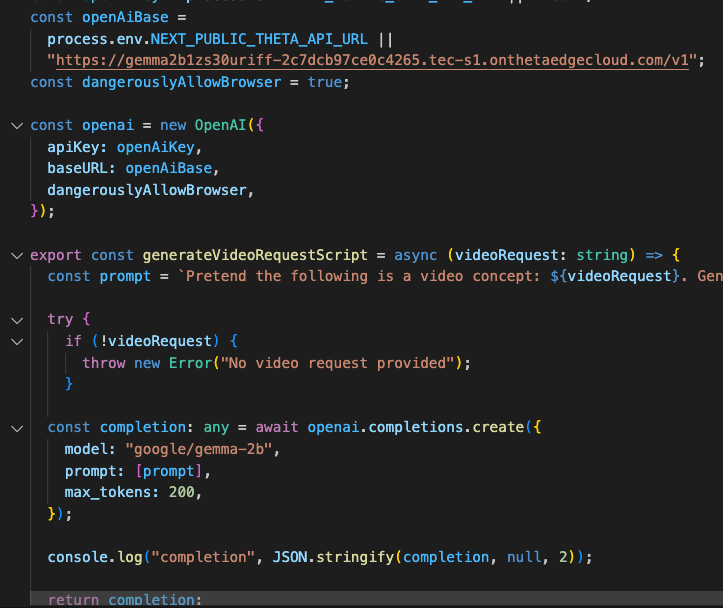 const openAiBase =
process.env.NEXT_PUBLIC_THETA_API_URL ||
"https://gemma2b1zs30uriff-2c7dcb97ce0c4265.tec-s1.onthetaedgecloud.com/v1";
const dangerouslyAllowBrowser = true;
const openai = new OpenAI({
apiKey: openAiKey,
baseURL: openAiBase,
dangerouslyAllowBrowser,
});
export const generateVideoRequestScript = async (videoRequest: string) => {
const prompt = `Pretend the following is a video concept: ${videoRequest}. Gen
try {
if (!videoRequest) {
throw new Error("No video request provided");
}
const completion: any = await openai.completions.create({
model: "google/gemma-2b",
prompt: [prompt],
max_tokens: 200,
});
console.log("completion", JSON.stringify(completion, null, 2));
return completion;